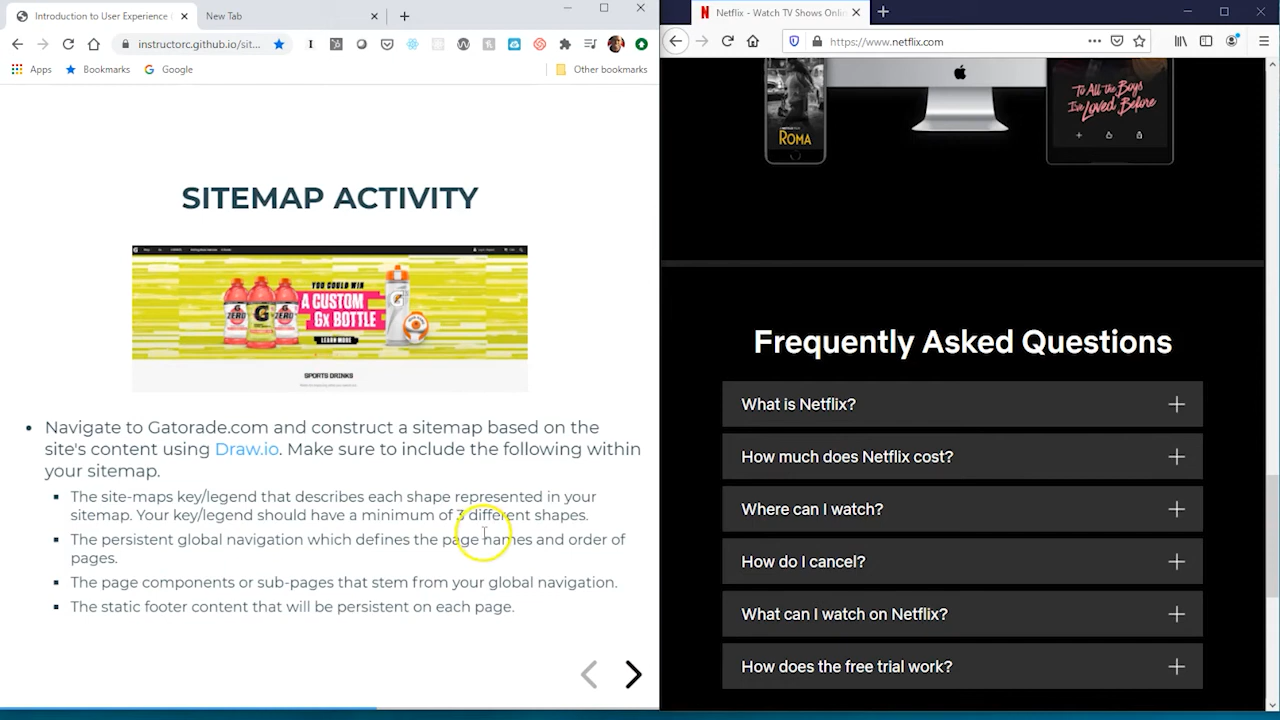 Introduction to User Experience
New Tab
instructorc.github.io/sit...
Apps
Bookmarks
Google
Other bookmarks
SITEMAP ACTIVITY
YOU COULD WIN
A CUSTOM
Gx BOTTLE
LEARN MORE
ZERO
G
ZERO
SPORTS DRINKS
• Navigate to Gatorade.com and construct a sitemap based on the
site's content using Draw.io. Make sure to include the following within
your sitemap.
▪ The site-maps key/legend that describes each shape represented in your
sitemap. Your key/legend should have a minimum of 3 different shapes.
▪ The persistent global navigation which defines the page names and order of
pages.
▪ The page components or sub-pages that stem from your global navigation.
▪ The static footer content that will be persistent on each page.
Netflix - Watch TV Shows Onlin
https://www.netflix.com
ROMA
To All the Boys
I've Loved Before
Frequently Asked Questions
What is Netflix?
How much does Netflix cost?
Where can I watch?
How do I cancel?
What can I watch on Netflix?
How does the free trial work?